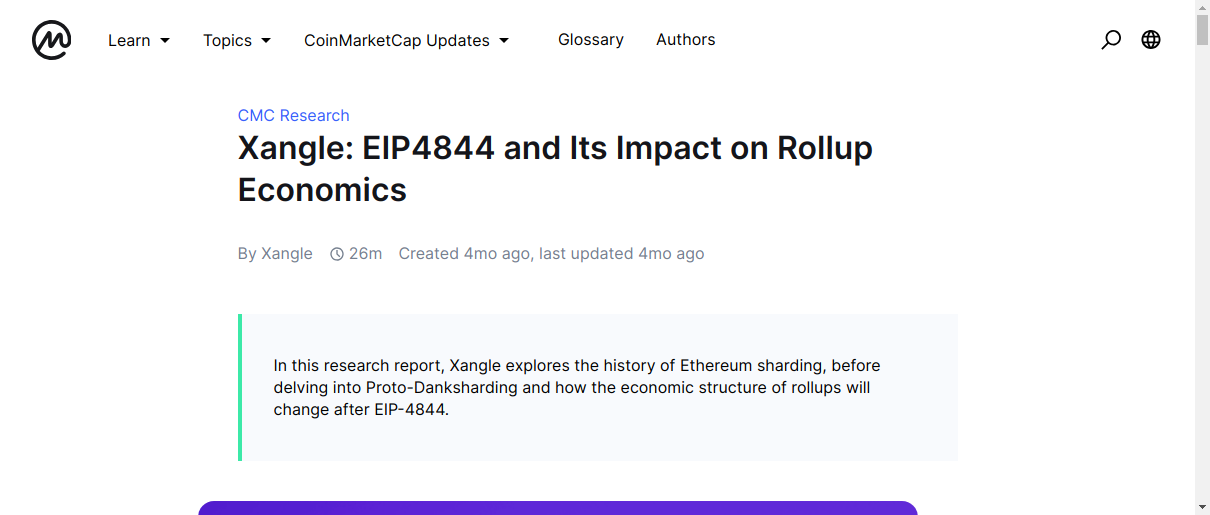 Learn Topics CoinMarketCap Updates Glossary Authors
CMC Research
Xangle: EIP4844 and Its Impact on Rollup
Economics
By Xangle 26m Created 4mo ago, last updated 4mo ago
In this research report, Xangle explores the history of Ethereum sharding, before
delving into Proto-Danksharding and how the economic structure of rollups will
change after EIP-4844.